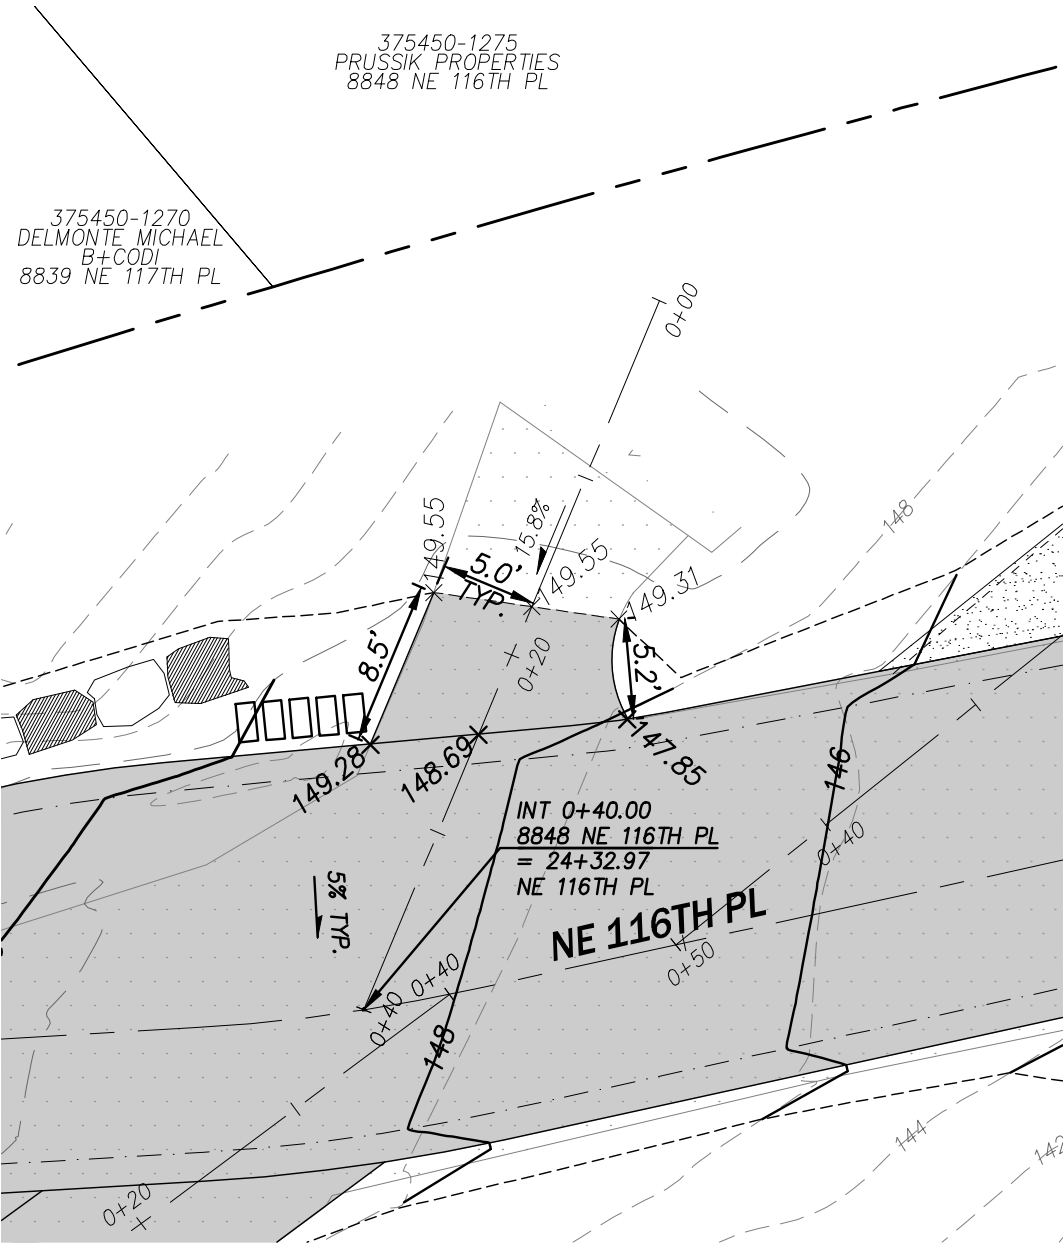 375450-1275
PRUSSIK PROPERTIES
8848 NE 116TH PL
375450-1270
DELMONTE MICHAEL
B+CODI
8839 NE 117TH PL
0+00
148
149.55
15.8%
5.0'
TYP.
149.55
149.31
8.5'
5.2'
0+20
149.28
148.69
147.85
146
INT 0+40.00
8848 NE 116TH PL
= 24+32.97
NE 116TH PL
0+40
5% TYP.
NE 116TH PL
0+50
0+40
0+40
148
144
142
0+20